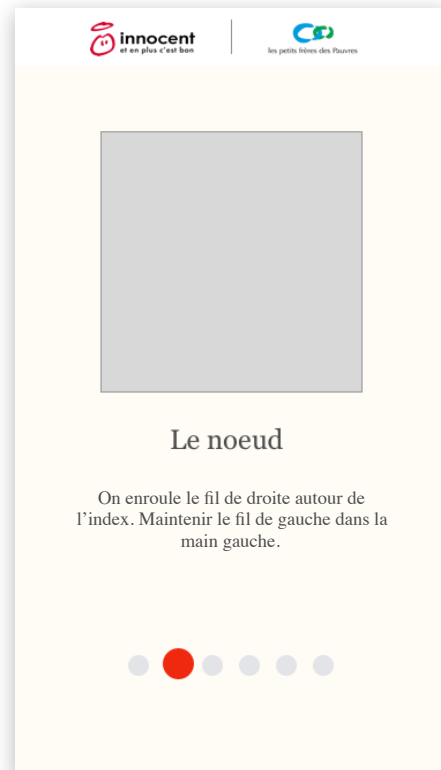 innocent
et en plus c'est bon
les petits frères des Pauvres
Le noeud
On enroule le fil de droite autour de
l’index. Maintenir le fil de gauche dans la
main gauche.